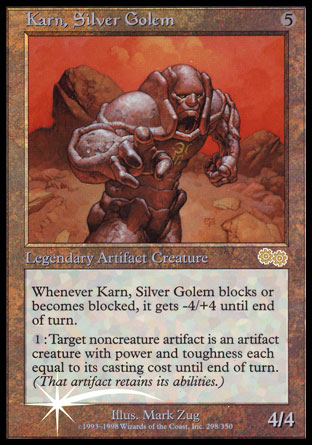 Karn, Silver Golem 5
Legendary Artifact Creature
Whenever Karn, Silver Golem blocks or
becomes blocked, it gets -4/+4 until end
of turn.
1: Target noncreature artifact is an artifact
creature with power and toughness each
equal to its casting cost until end of turn.
(That artifact retains its abilities.)
Illus. Mark Zug
©1993-1998 Wizards of the Coast, Inc. 298/350
4/4